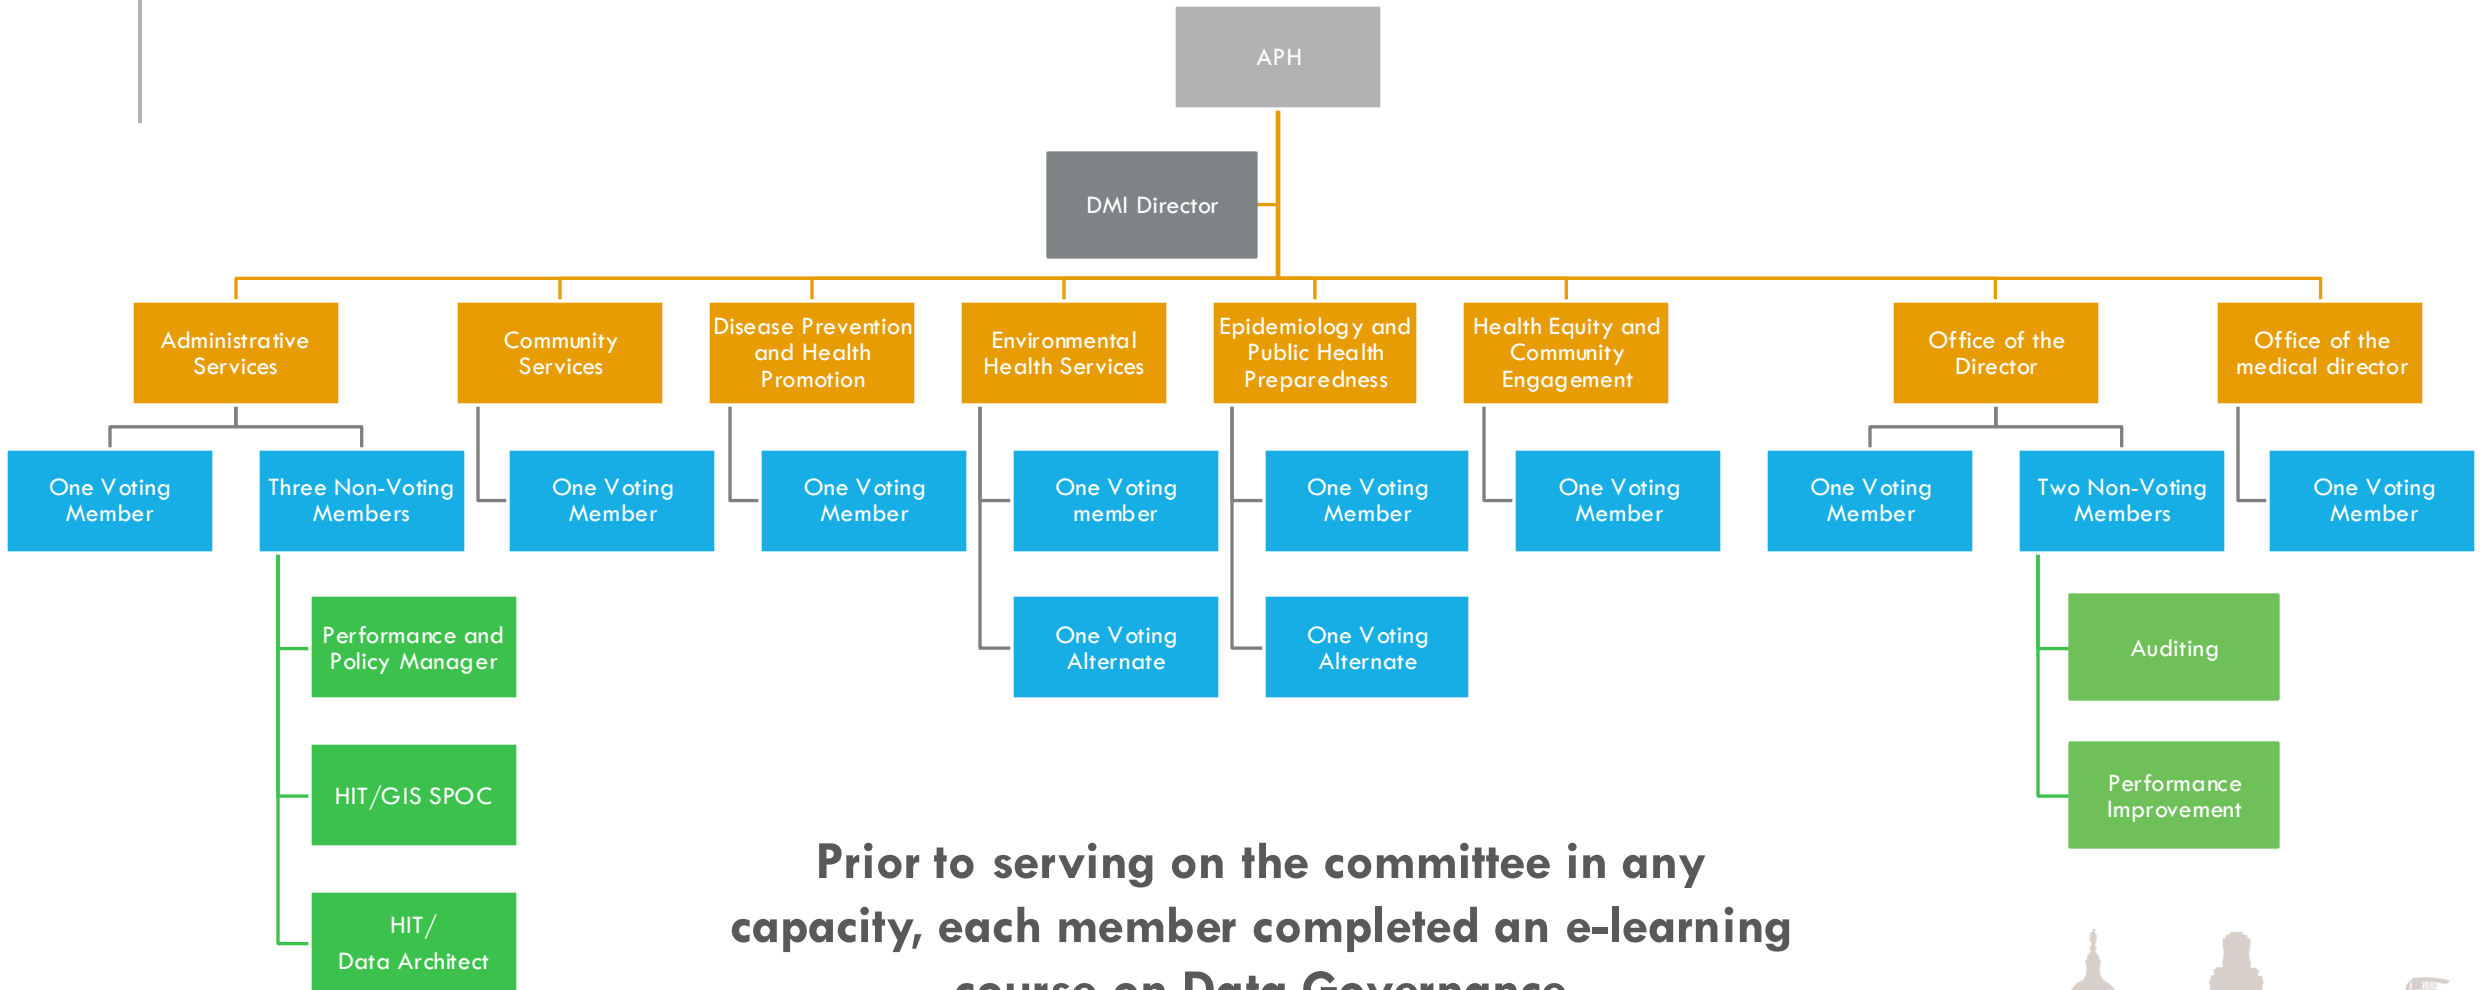 APH
DMI Director
Administrative
Services
Community
Services
Disease Prevention
and Health
Promotion
Environmental
Health Services
Epidemiology and
Public Health
Preparedness
Health Equity and
Community
Engagement
Office of the
Director
Office of the
medical director
One Voting
Member
Three Non-Voting
Members
One Voting
Member
One Voting
Member
One Voting
member
One Voting
Member
One Voting
Member
One Voting
Member
Two Non-Voting
Members
One Voting
Member
Performance and
Policy Manager
One Voting
Alternate
One Voting
Alternate
Auditing
HIT/GIS SPOC
Performance
Improvement
HIT/
Data Architect
Prior to serving on the committee in any
capacity, each member completed an e-learning
course on Data Governance